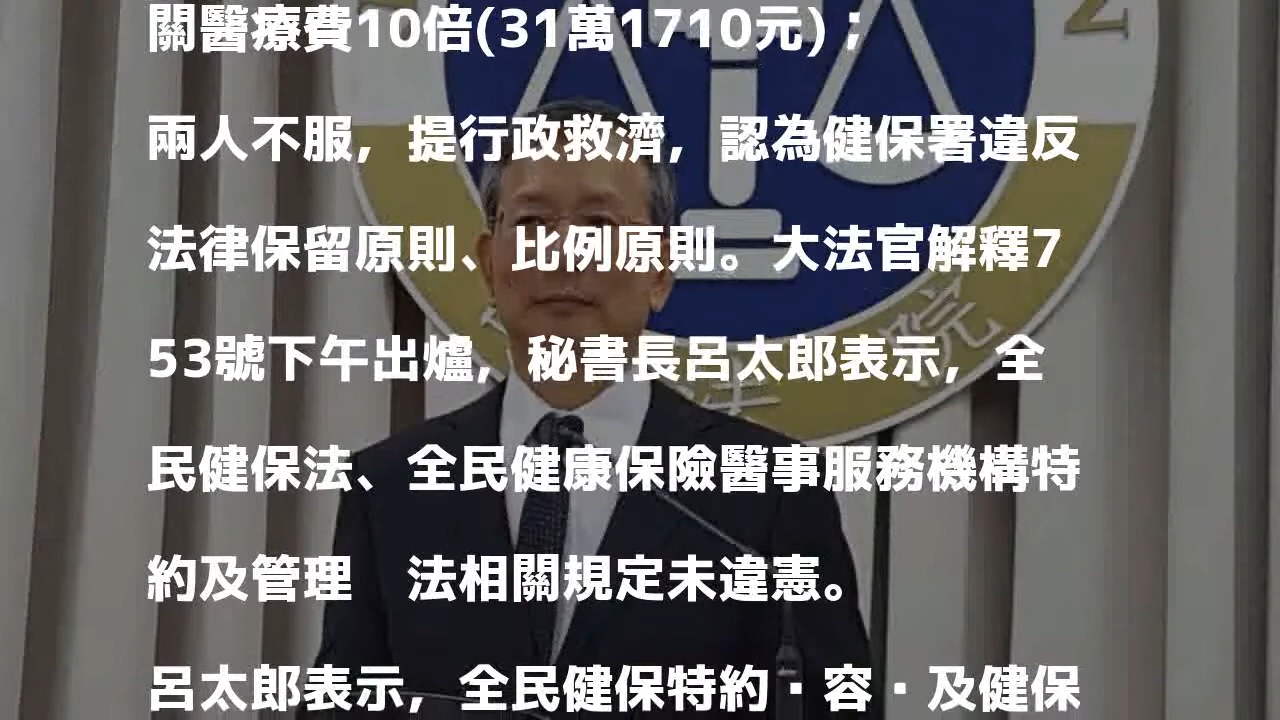 關醫療費10倍(31萬1710元)；
兩人不服，提行政救濟，認為健保署違反
法律保留原則、比例原則。大法官解釋7
53號下午出爐，秘書長呂太郎表示，全
民健保法、全民健康保險醫事服務機構特
約及管理　法相關規定未違憲。
呂太郎表示，全民健保特約·容·及健保
院